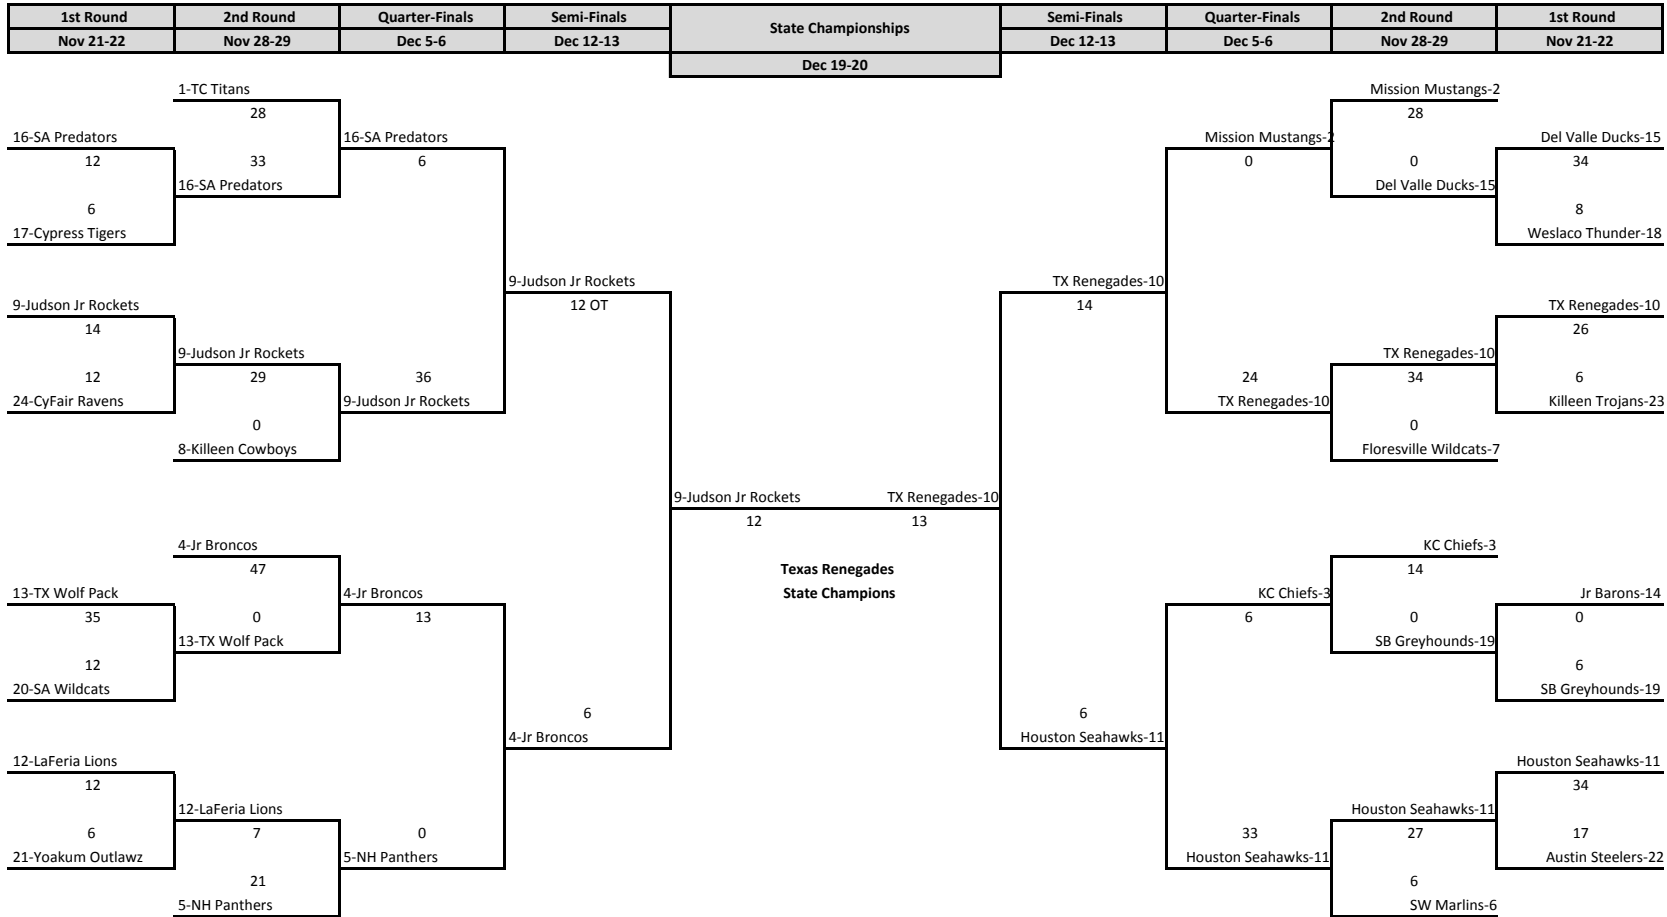 1st Round 2nd Round Quarter-Finals Semi-Finals State Championships Semi-Finals Quarter-Finals 2nd Round 1st Round
Nov 21-22 Nov 28-29 Dec 5-6 Dec 12-13 Dec 12-13 Dec 5-6 Nov 28-29 Nov 21-22
Dec 19-20
1-TC Titans Mission Mustangs-2
28 28
16-SA Predators 16-SA Predators Mission Mustangs-2 Del Valle Ducks-15
12 33 6 0 0 34
16-SA Predators Del Valle Ducks-15
6 8
17-Cypress Tigers Weslaco Thunder-18
9-Judson Jr Rockets TX Renegades-10
9-Judson Jr Rockets 12 OT 14 TX Renegades-10
14 26
9-Judson Jr Rockets TX Renegades-10
12 29 36 24 34 6
24-CyFair Ravens 9-Judson Jr Rockets TX Renegades-10 Killeen Trojans-23
0 0
8-Killeen Cowboys Floresville Wildcats-7
9-Judson Jr Rockets TX Renegades-10
12 13
4-Jr Broncos KC Chiefs-3
47 Texas Renegades 14
13-TX Wolf Pack 4-Jr Broncos State Champions KC Chiefs-3 Jr Barons-14
35 0 13 6 0 0
13-TX Wolf Pack SB Greyhounds-19
12 6
20-SA Wildcats SB Greyhounds-19
6 6
4-Jr Broncos Houston Seahawks-11
12-LaFeria Lions Houston Seahawks-11
12 34
12-LaFeria Lions Houston Seahawks-11
6 7 0 33 27 17
21-Yoakum Outlawz 5-NH Panthers Houston Seahawks-11 Austin Steelers-22
21 6
5-NH Panthers SW Marlins-6